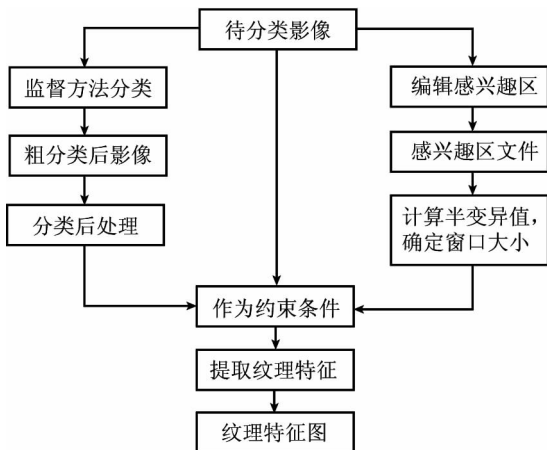 待分类影像
监督方法分类
编辑感兴趣区
粗分类后影像
感兴趣区文件
分类后处理
计算半变异值，
确定窗口大小
作为约束条件
提取纹理特征
纹理特征图